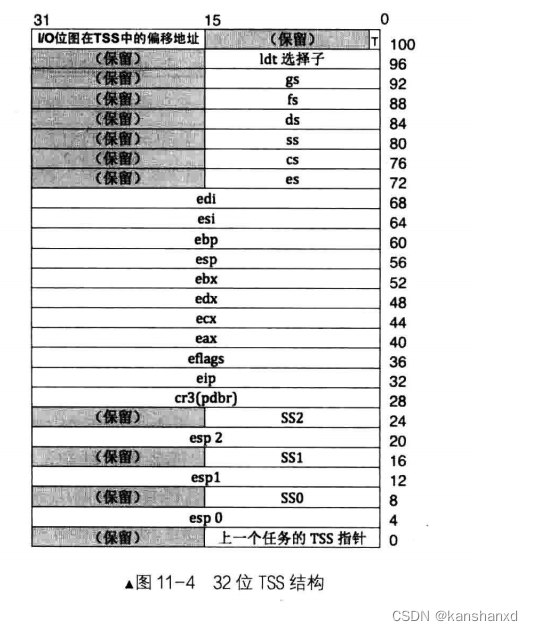 31 15 0
I/O位图在TSS中的偏移地址 (保留) T 100
(保留) ldt 选择子 96
(保留) gs 92
(保留) fs 88
(保留) ds 84
(保留) ss 80
(保留) cs 76
(保留) es 72
edi 68
esi 64
ebp 60
esp 56
ebx 52
edx 48
ecx 44
eax 40
eflags 36
eip 32
cr3(pdbr) 28
(保留) SS2 24
esp 2 20
(保留) SS1 16
esp1 12
(保留) SS0 8
esp 0 4
(保留) 上一个任务的 TSS 指针 0
▲图 11-4 32 位 TSS 结构
CSDN @kanshanxd